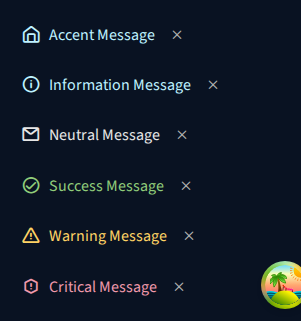 Accent Message
Information Message
Neutral Message
Success Message
Warning Message
Critical Message